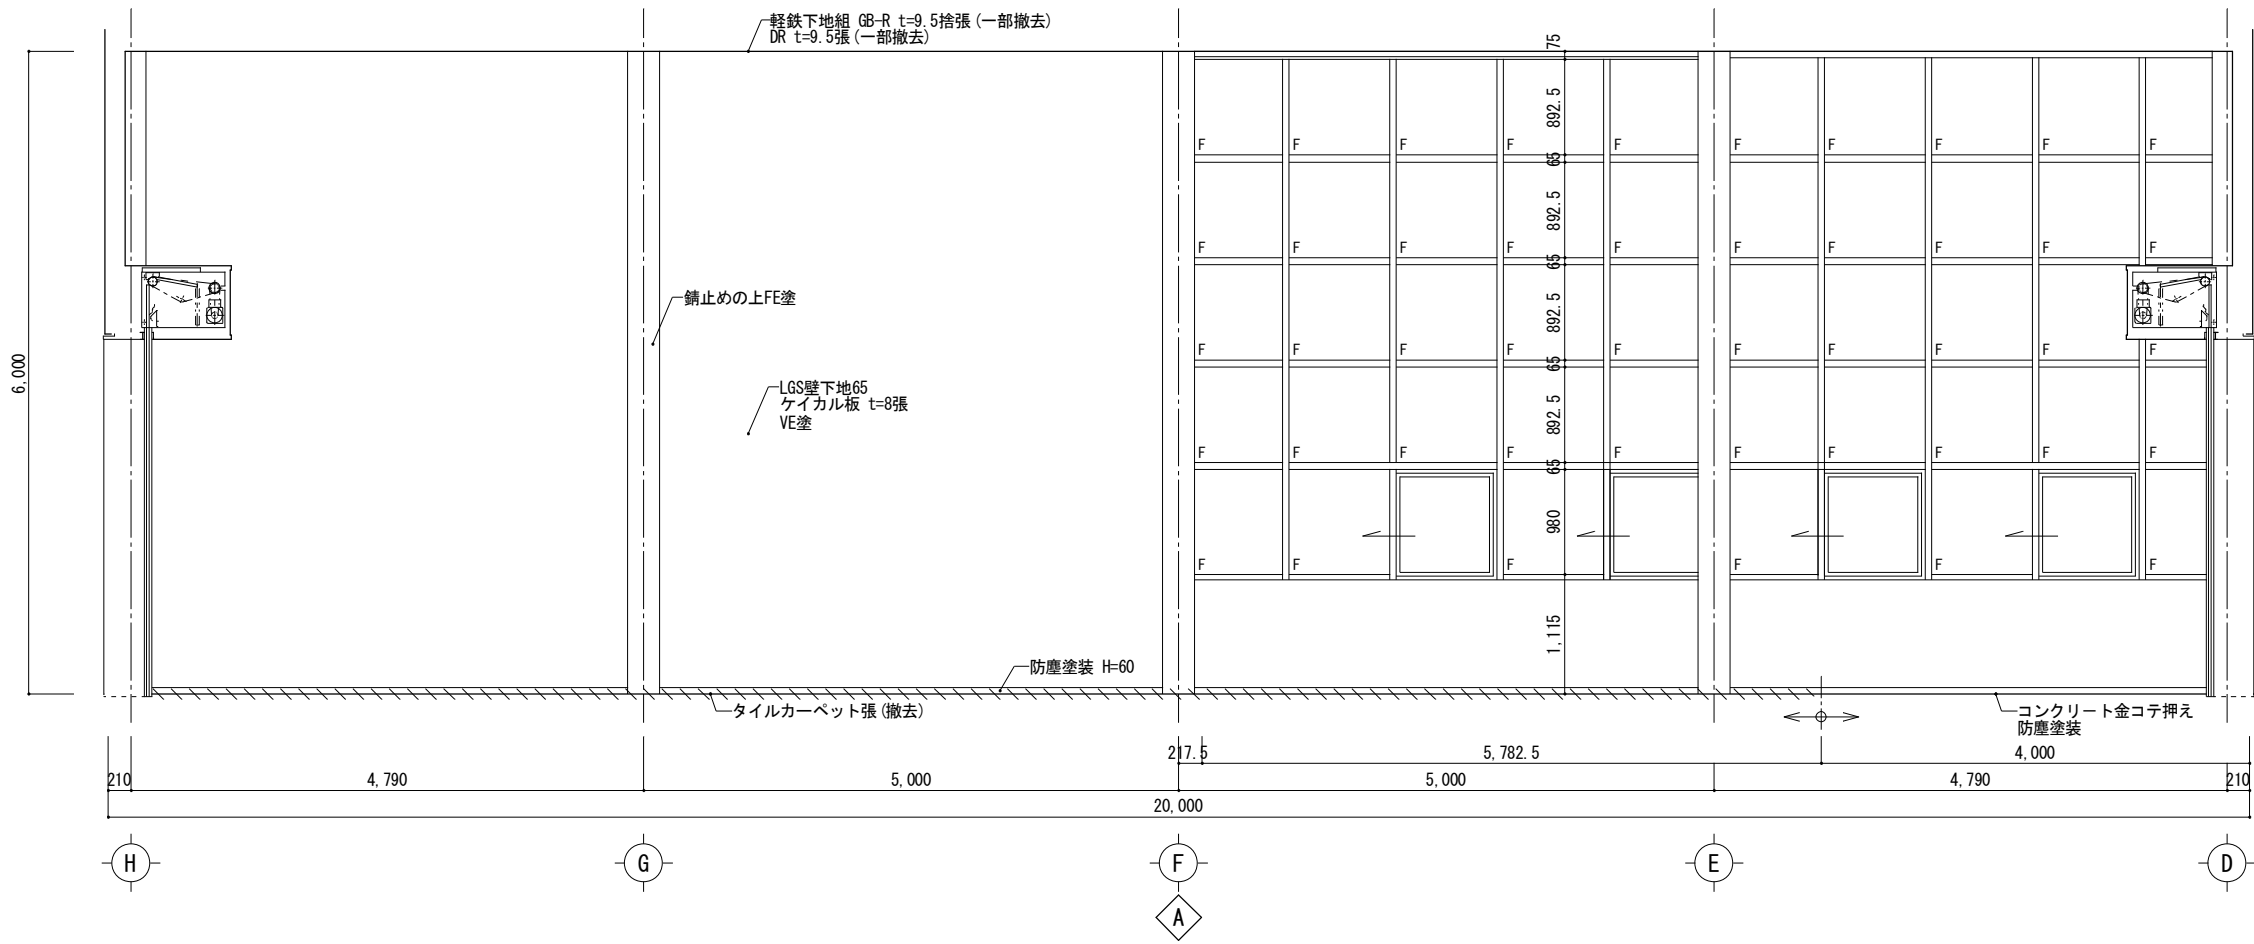 軽鉄下地組 GB-R t=9.5捨張(一部撤去)
DR t=9.5張(一部撤去)
75
892.5
F F F F F F F F F F
65
892.5
F F F F F F F F F F
65
892.5
F F F F F F F F F F
65
892.5
F F F F F F F F F F
65
980
F F F F F F
1,115
6,000
錆止めの上FE塗
LGS壁下地65
ケイカル板 t=8張
VE塗
防塵塗装 H=60
タイルカーペット張(撤去)
コンクリート金コテ押え
防塵塗装
217.5 5,782.5 4,000
210 4,790 5,000 5,000 4,790 210
20,000
H G F E D
A